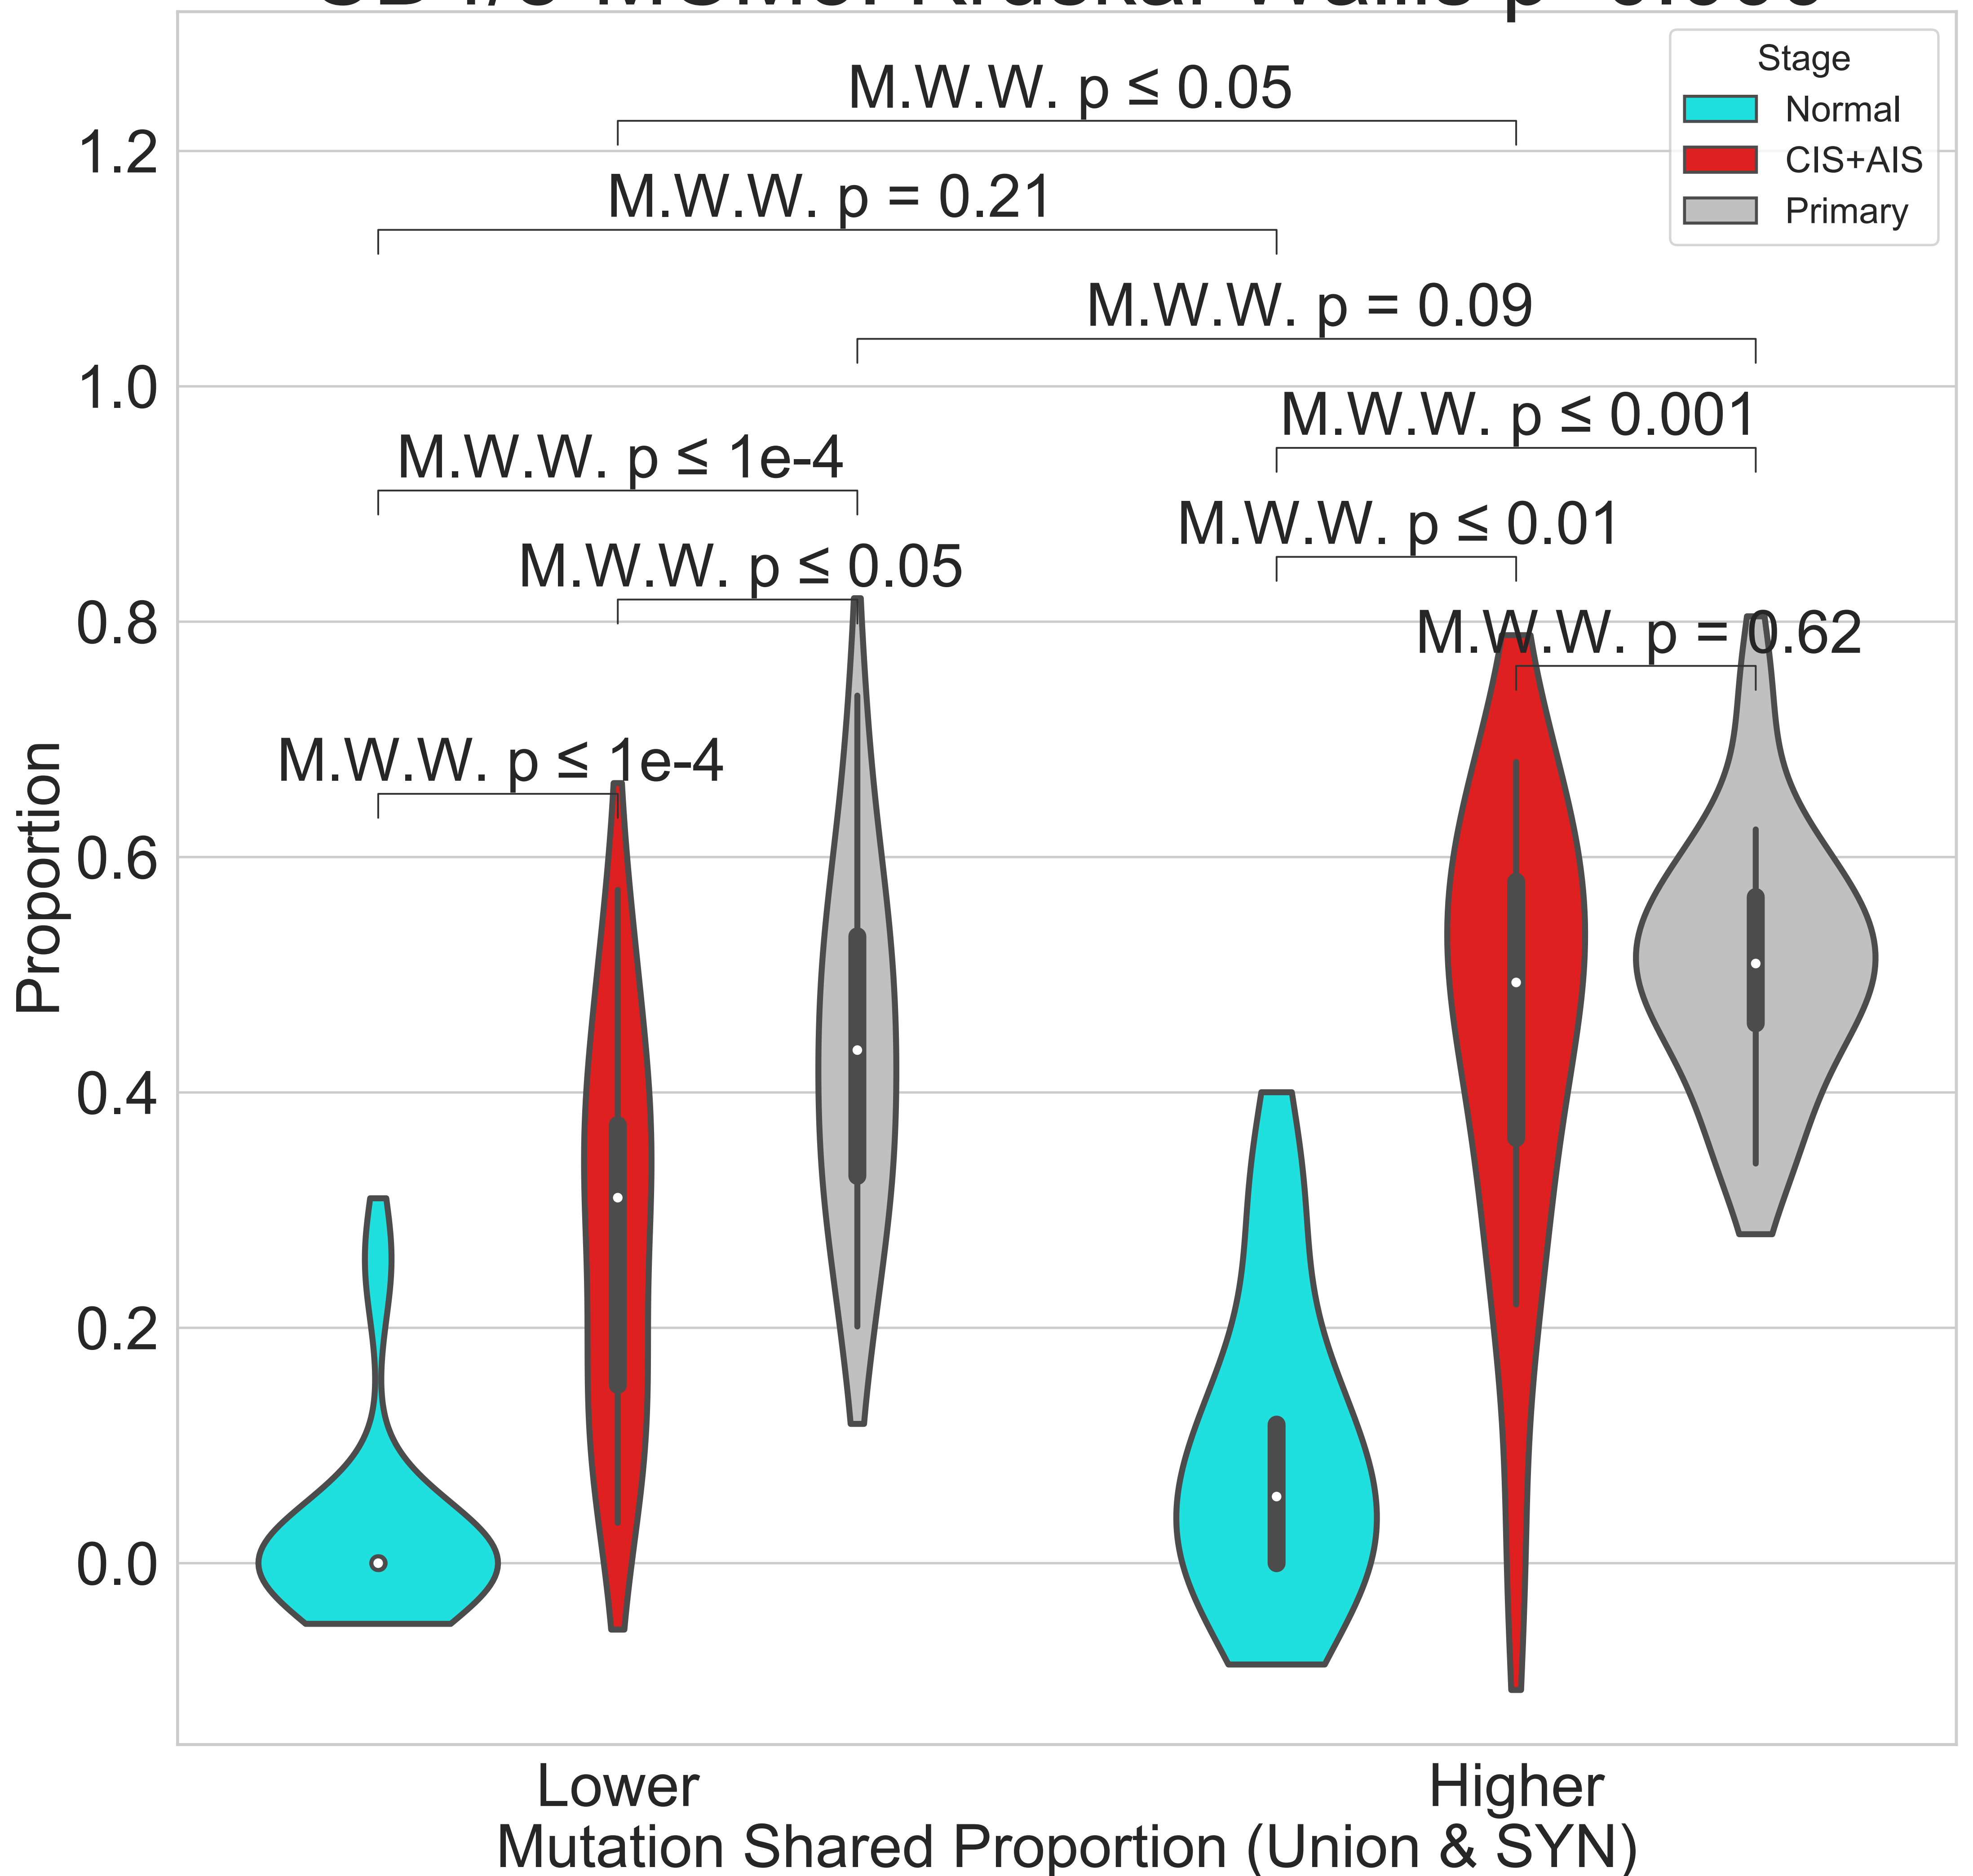 Stage
Normal
CIS+AIS
Primary
M.W.W. p ≤ 0.05
M.W.W. p = 0.21
M.W.W. p = 0.09
M.W.W. p ≤ 0.001
M.W.W. p ≤ 1e-4
M.W.W. p ≤ 0.01
M.W.W. p ≤ 0.05
M.W.W. p = 0.62
M.W.W. p ≤ 1e-4
1.2
1.0
0.8
0.6
0.4
0.2
0.0
Proportion
Lower
Higher
Mutation Shared Proportion (Union & SYN)